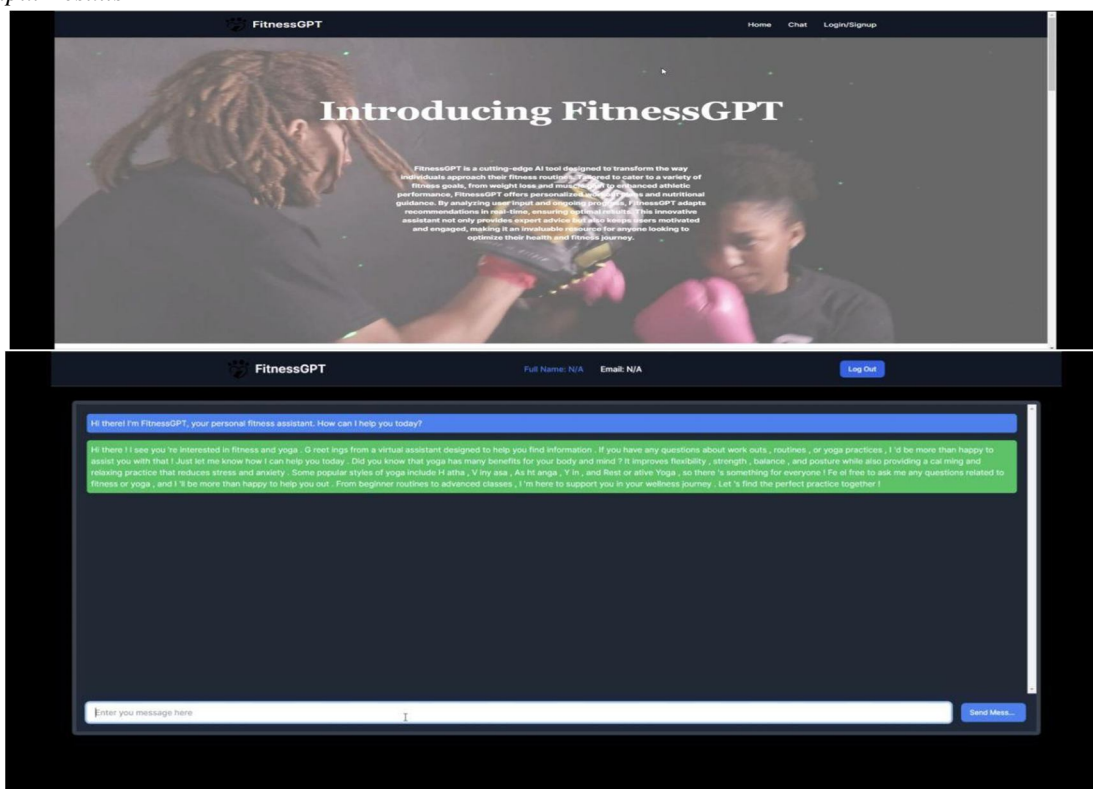 FitnessGPT
Home Chat Login/Signup
Introducing FitnessGPT
FitnessGPT is a cutting-edge AI tool designed to transform the way
individuals approach their fitness routines. Tailored to cater to a variety of
fitness goals, from weight loss and muscle gain to enhanced athletic
performance, FitnessGPT offers personalized workout plans and nutritional
guidance. By analyzing user input and ongoing progress, FitnessGPT adapts
recommendations in real-time, ensuring optimal results. This innovative
assistant not only provides expert advice but also keeps users motivated
and engaged, making it an invaluable resource for anyone looking to
optimize their health and fitness journey.
FitnessGPT
Full Name: N/A Email: N/A
Log Out
Hi there! I'm FitnessGPT, your personal fitness assistant. How can I help you today?
Hi there ! I see you 're interested in fitness and yoga . G reet ings from a virtual assistant designed to help you find information . If you have any questions about work outs , routines , or yoga practices , I 'd be more than happy to
assist you with that ! Just let me know how I can help you today . Did you know that yoga has many benefits for your body and mind ? It improves flexibility , strength , balance , and posture while also providing a cal ming and
relaxing practice that reduces stress and anxiety . Some popular styles of yoga include H atha , V iny asa , As ht anga , Y in , and Rest or ative Yoga , so there 's something for everyone ! Fe el free to ask me any questions related to
fitness or yoga , and I 'll be more than happy to help you out . From beginner routines to advanced classes , I 'm here to support you in your wellness journey . Let 's find the perfect practice together !
Enter you message here
Send Mess...